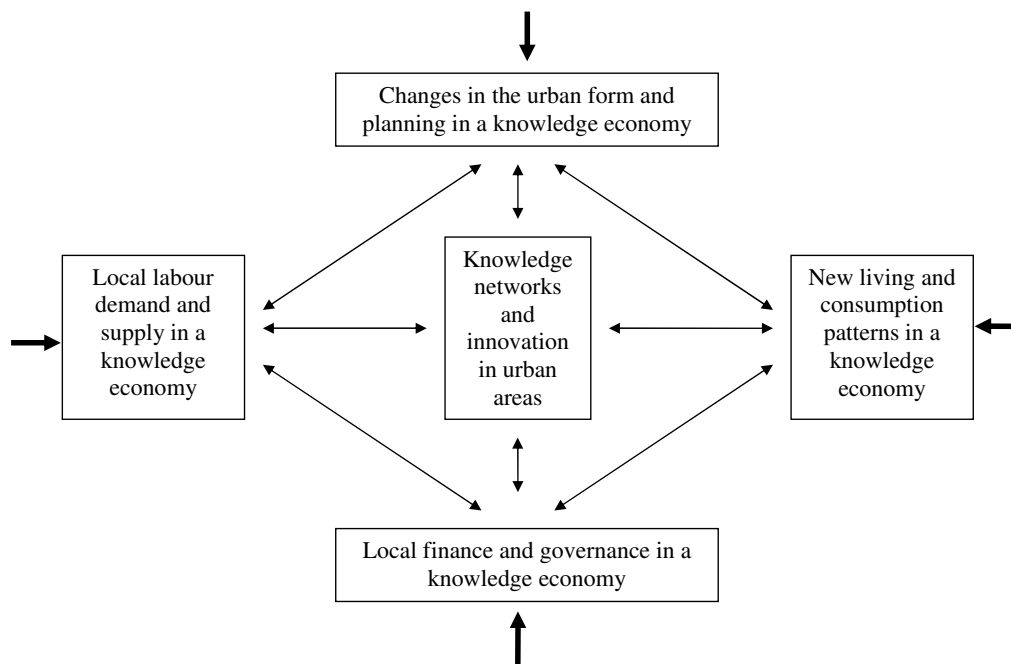 Changes in the urban form and
planning in a knowledge economy
Local labour
demand and
supply in a
knowledge
economy
Knowledge
networks
and
innovation
in urban
areas
New living and
consumption
patterns in a
knowledge
economy
Local finance and governance in a
knowledge economy